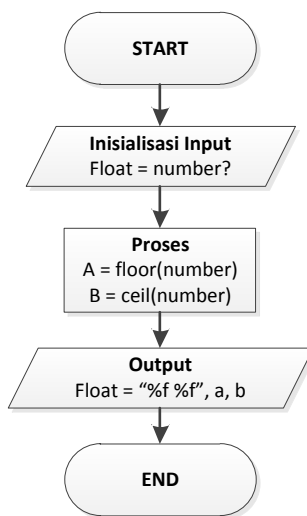 START
Inisialisasi Input
Float = number?
Proses
A = floor(number)
B = ceil(number)
Output
Float = “%f %f”, a, b
END